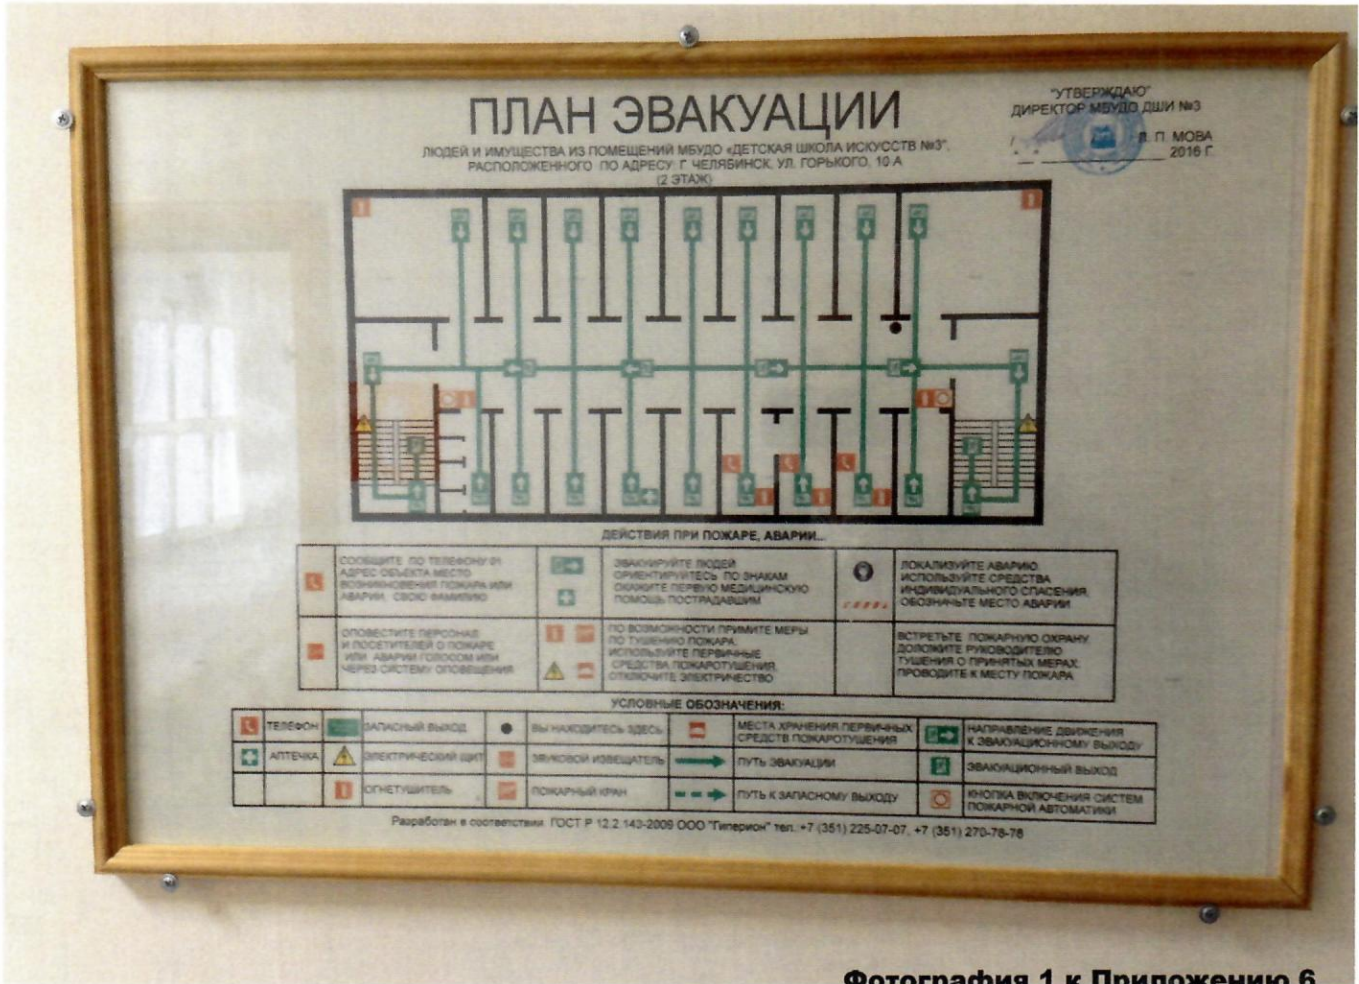 ПЛАН ЭВАКУАЦИИ
ЛЮДЕЙ И ИМУЩЕСТВА ИЗ ПОМЕЩЕНИЙ МБУДО «ДЕТСКАЯ ШКОЛА ИСКУССТВ №3",
РАСПОЛОЖЕННОГО ПО АДРЕСУ: Г. ЧЕЛЯБИНСК, УЛ. ГОРЬКОГО, 10 А
(2 ЭТАЖ)
"УТВЕРЖДАЮ"
ДИРЕКТОР МБУДО ДШИ №3
Л. П. МОВА
2016 Г.
ДЕЙСТВИЯ ПРИ ПОЖАРЕ, АВАРИИ...
СООБЩИТЕ ПО ТЕЛЕФОНУ 01
АДРЕС ОБЪЕКТА МЕСТО
ВОЗНИКНОВЕНИЯ ПОЖАРА ИЛИ
АВАРИИ, СВОЮ ФАМИЛИЮ
ЭВАКУИРУЙТЕ ЛЮДЕЙ
ОРИЕНТИРУЙТЕСЬ ПО ЗНАКАМ
ОКАЖИТЕ ПЕРВУЮ МЕДИЦИНСКУЮ
ПОМОЩЬ ПОСТРАДАВШИМ
ЛОКАЛИЗУЙТЕ АВАРИЮ.
ИСПОЛЬЗУЙТЕ СРЕДСТВА
ИНДИВИДУАЛЬНОГО СПАСЕНИЯ,
ОБОЗНАЧЬТЕ МЕСТО АВАРИИ
ОПОВЕСТИТЕ ПЕРСОНАЛ
И ПОСЕТИТЕЛЕЙ О ПОЖАРЕ
ИЛИ АВАРИИ ГОЛОСОМ ИЛИ
ЧЕРЕЗ СИСТЕМУ ОПОВЕЩЕНИЯ
ПО ВОЗМОЖНОСТИ ПРИМИТЕ МЕРЫ
ПО ТУШЕНИЮ ПОЖАРА.
ИСПОЛЬЗУЙТЕ ПЕРВИЧНЫЕ
СРЕДСТВА ПОЖАРОТУШЕНИЯ,
ОТКЛЮЧИТЕ ЭЛЕКТРИЧЕСТВО
ВСТРЕТЬТЕ ПОЖАРНУЮ ОХРАНУ
ДОЛОЖИТЕ РУКОВОДИТЕЛЮ
ТУШЕНИЯ О ПРИНЯТЫХ МЕРАХ,
ПРОВОДИТЕ К МЕСТУ ПОЖАРА
УСЛОВНЫЕ ОБОЗНАЧЕНИЯ:
ТЕЛЕФОН
ЗАПАСНЫЙ ВЫХОД
ВЫ НАХОДИТЕСЬ ЗДЕСЬ
МЕСТА ХРАНЕНИЯ ПЕРВИЧНЫХ
СРЕДСТВ ПОЖАРОТУШЕНИЯ
НАПРАВЛЕНИЕ ДВИЖЕНИЯ
К ЭВАКУАЦИОННОМУ ВЫХОДУ
АПТЕЧКА
ЭЛЕКТРИЧЕСКИЙ ЩИТ
ЗВУКОВОЙ ИЗВЕЩАТЕЛЬ
ПУТЬ ЭВАКУАЦИИ
ЭВАКУАЦИОННЫЙ ВЫХОД
ОГНЕТУШИТЕЛЬ
ПОЖАРНЫЙ КРАН
ПУТЬ К ЗАПАСНОМУ ВЫХОДУ
КНОПКА ВКЛЮЧЕНИЯ СИСТЕМ
ПОЖАРНОЙ АВТОМАТИКИ
Разработан в соответствии ГОСТ Р 12.2.143-2009 ООО "Гиперион" тел. +7 (351) 225-07-07, +7 (351) 270-78-78
Фотография 1 к Приложению 6